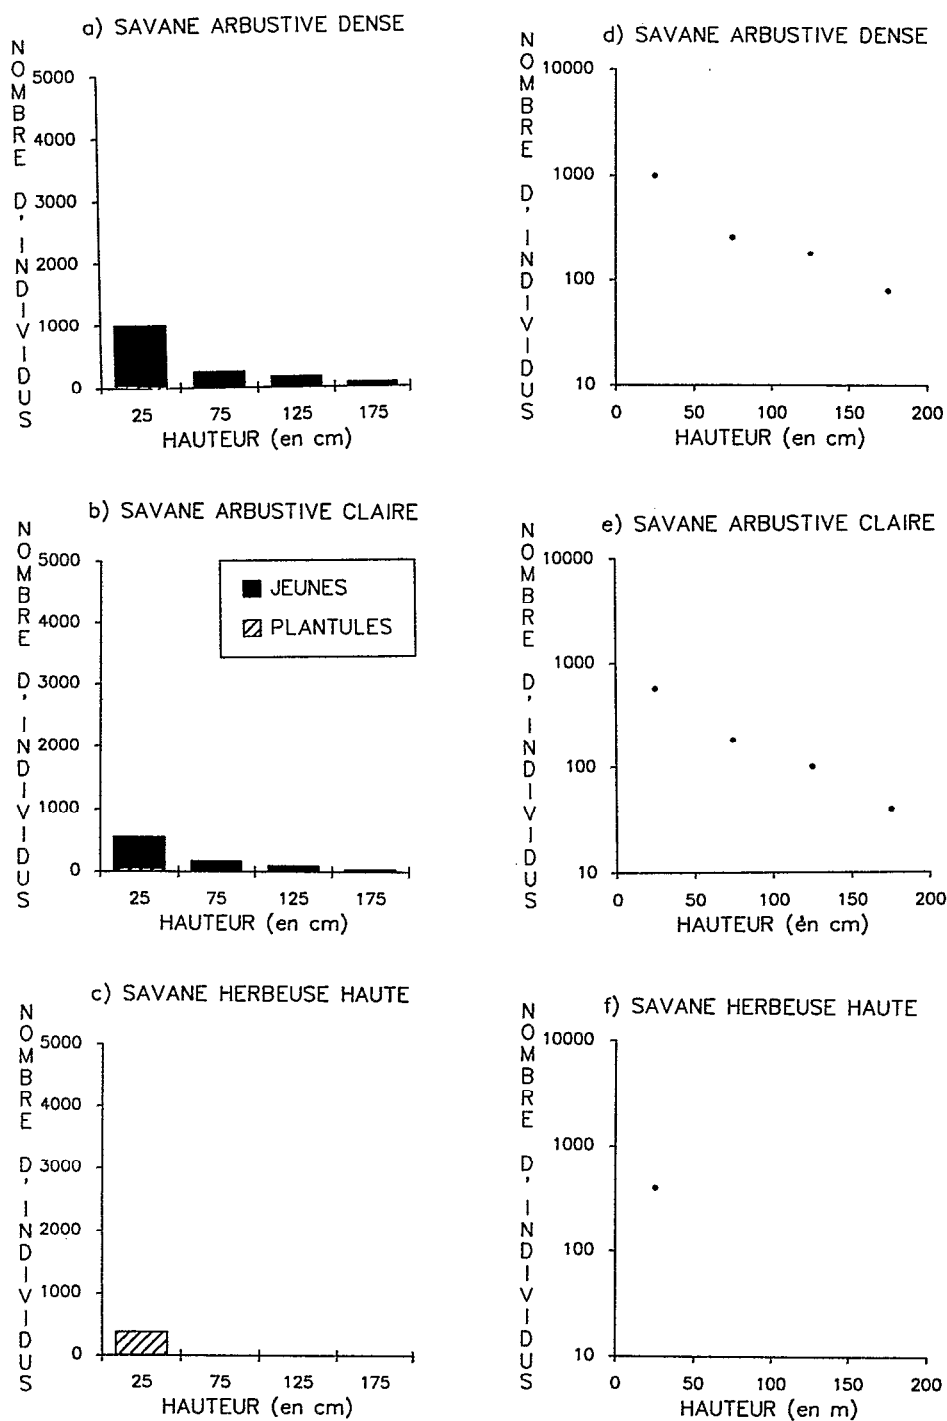 a) SAVANE ARBUSTIVE DENSE
NOMBRE D'INDIVIDUS
5000
4000
3000
2000
1000
0
25 75 125 175
HAUTEUR (en cm)
d) SAVANE ARBUSTIVE DENSE
NOMBRE D'INDIVIDUS
10000
1000
100
10
0 50 100 150 200
HAUTEUR (en cm)
b) SAVANE ARBUSTIVE CLAIRE
NOMBRE D'INDIVIDUS
5000
4000
3000
2000
1000
0
JEUNES
PLANTULES
25 75 125 175
HAUTEUR (en cm)
e) SAVANE ARBUSTIVE CLAIRE
NOMBRE D'INDIVIDUS
10000
1000
100
10
0 50 100 150 200
HAUTEUR (en cm)
c) SAVANE HERBEUSE HAUTE
NOMBRE D'INDIVIDUS
5000
4000
3000
2000
1000
0
25 75 125 175
HAUTEUR (en cm)
f) SAVANE HERBEUSE HAUTE
NOMBRE D'INDIVIDUS
10000
1000
100
10
0 50 100 150 200
HAUTEUR (en m)